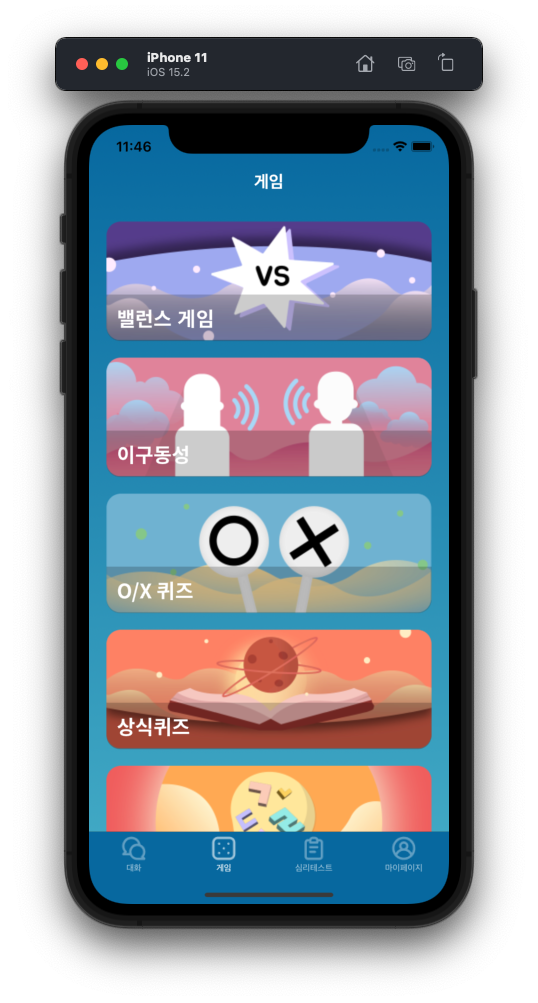 iPhone 11
iOS 15.2
11:46
게임
VS
밸런스 게임
이구동성
O X
O/X 퀴즈
상식퀴즈
ㄱ ㄷ ㄹ
대화
게임
심리테스트
마이페이지